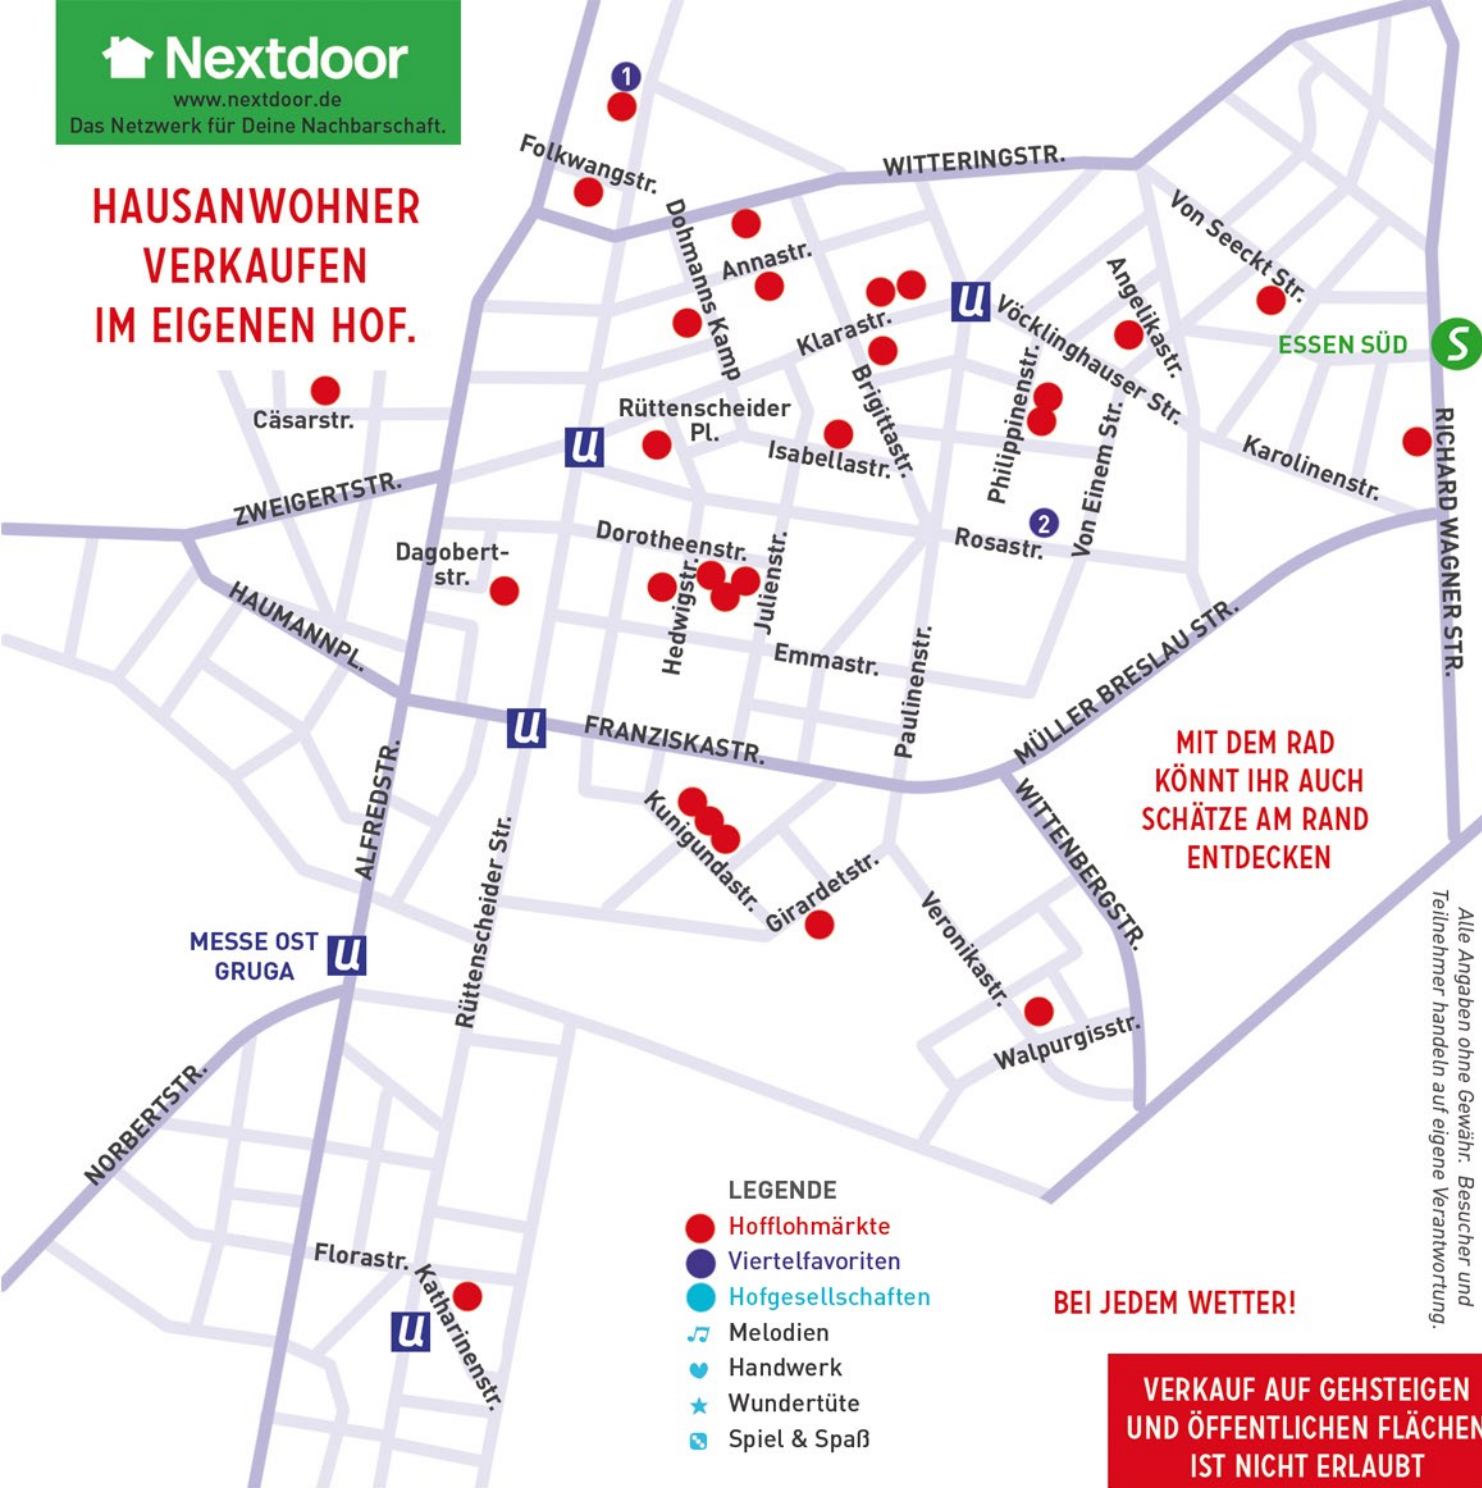 Nextdoor
www.nextdoor.de
Das Netzwerk für Deine Nachbarschaft.
HAUSANWOHNER
VERKAUFEN
IM EIGENEN HOF.
1
Folkwangstr.
WITTERINGSTR.
Dohmanns Kamp
Annastr.
Von Seeckt Str.
Angelikastr.
U
Vöcklinghauser Str.
Klarastr.
ESSEN SÜD
S
Philippinenstr.
Brigittastr.
Cäsarstr.
Rüttenscheider
Pl.
U
Isabellastr.
Von Einem Str.
Karolinenstr.
RICHARD WAGNER STR.
ZWEIGERTSTR.
2
Rosastr.
Dorotheenstr.
Julienstr.
Dagobert-
str.
Hedwigstr.
HAUMANNPL.
Emmastr.
Paulinenstr.
MÜLLER BRESLAU STR.
U
FRANZISKASTR.
ALFREDSTR.
MIT DEM RAD
KÖNNT IHR AUCH
SCHÄTZE AM RAND
ENTDECKEN
Kunigundastr.
WITTENBERGSTR.
Rüttenscheider Str.
Girardetstr.
Veronikastr.
MESSE OST
GRUGA
U
Walpurgisstr.
NORBERTSTR.
Alle Angaben ohne Gewähr. Besucher und
Teilnehmer handeln auf eigene Verantwortung.
Florastr.
Katharinenstr.
U
LEGENDE
Hofflohmärkte
Viertelfavoriten
Hofgesellschaften
Melodien
Handwerk
Wundertüte
Spiel & Spaß
BEI JEDEM WETTER!
VERKAUF AUF GEHSTEIGEN
UND ÖFFENTLICHEN FLÄCHEN
IST NICHT ERLAUBT